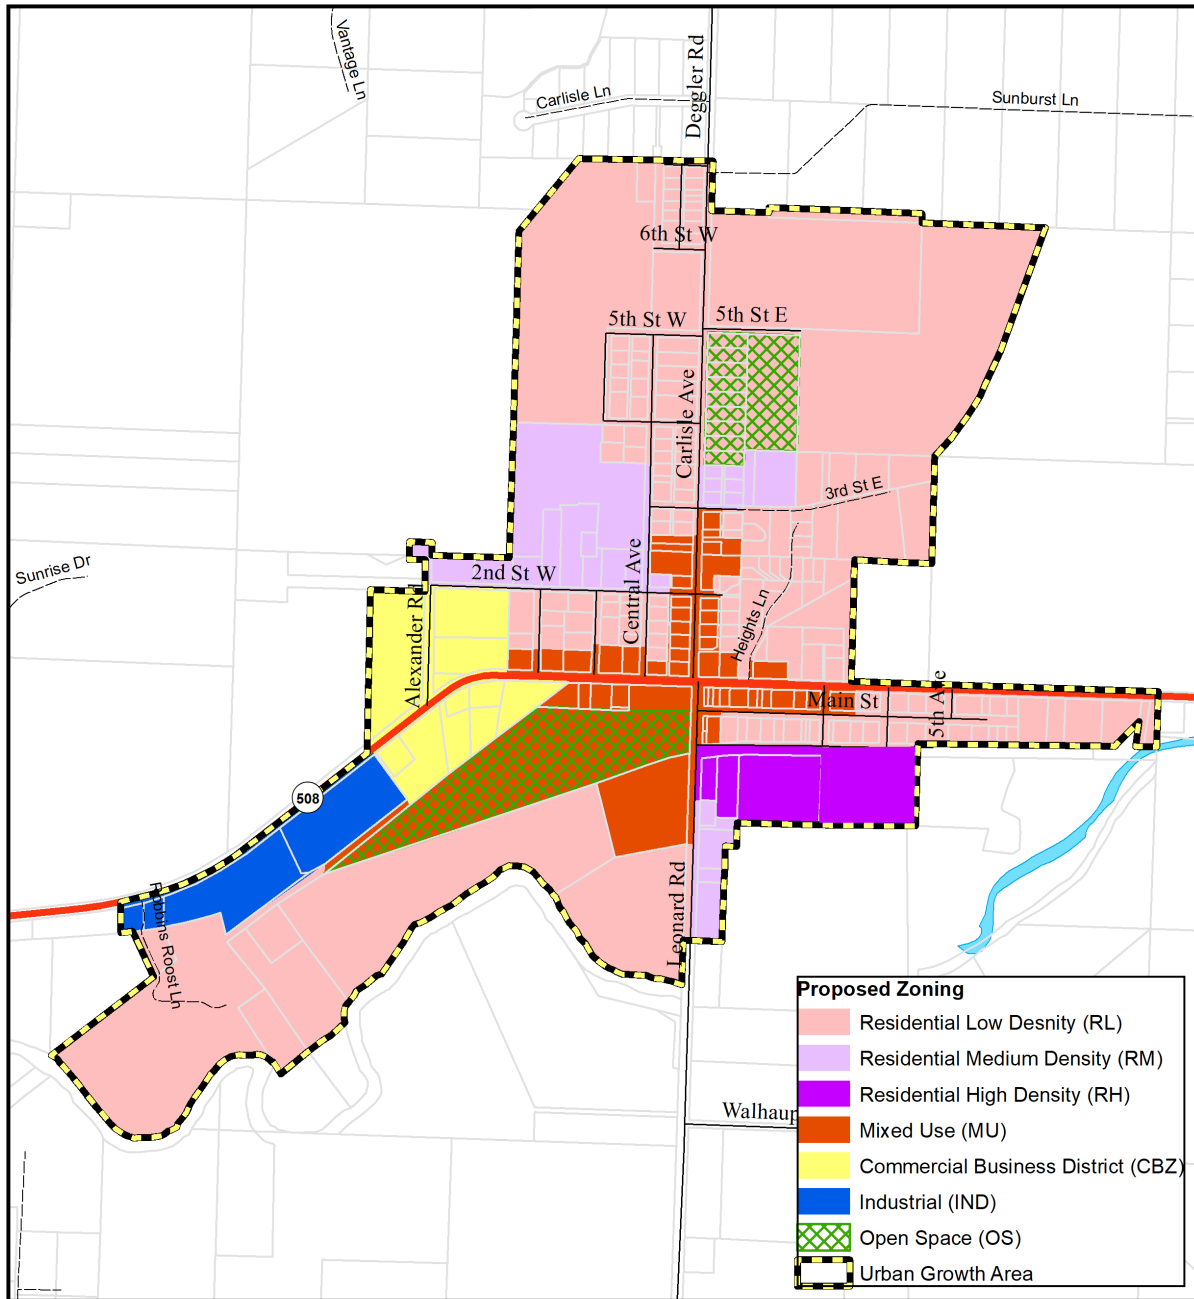 Vantage Ln
Deggler Rd
Carlisle Ln
Sunburst Ln
6th St W
5th St W
5th St E
Carlisle Ave
3rd St E
Sunrise Dr
2nd St W
Central Ave
Alexander Rd
Heights Ln
Main St
5th Ave
508
Leonard Rd
Robbins Roost Ln
Walhaup
Proposed Zoning
Residential Low Desnity (RL)
Residential Medium Density (RM)
Residential High Density (RH)
Mixed Use (MU)
Commercial Business District (CBZ)
Industrial (IND)
Open Space (OS)
Urban Growth Area